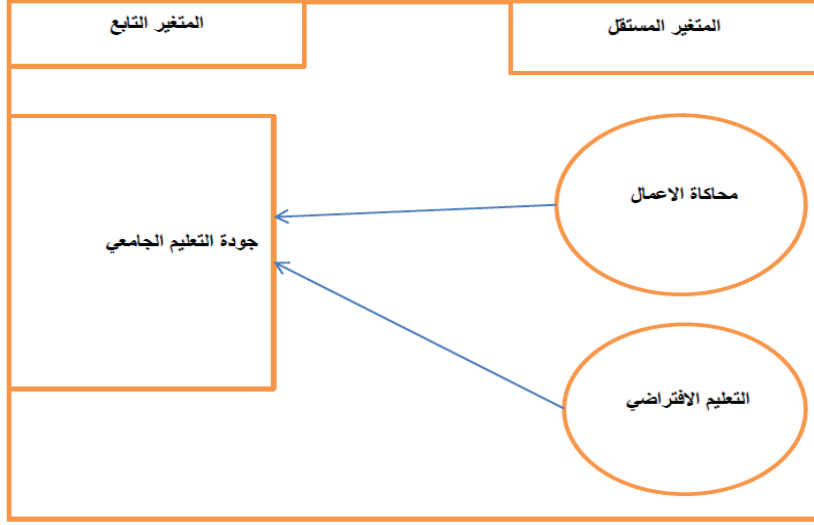 المتغير المستقل
المتغير التابع
محاكاة الاعمال
جودة التعليم الجامعي
التعليم الافتراضي